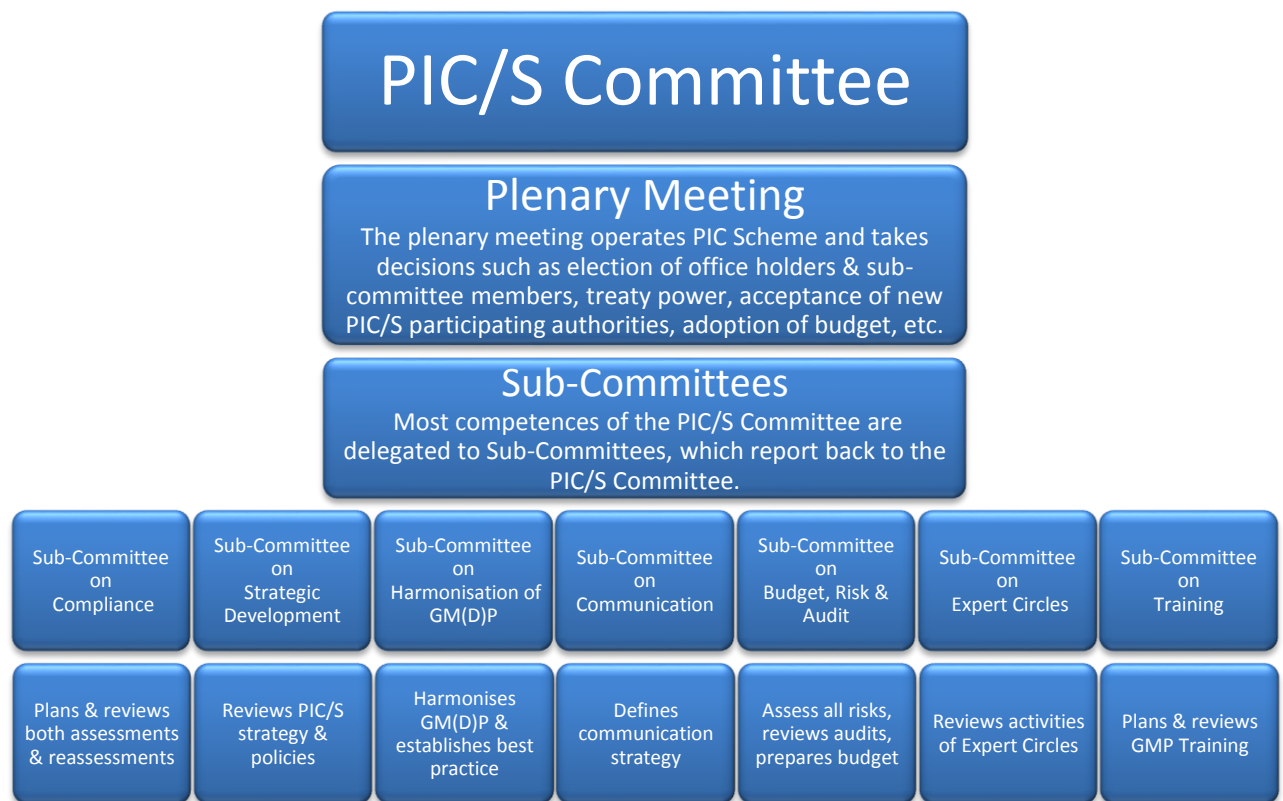 PIC/S Committee
Plenary Meeting
The plenary meeting operates PIC Scheme and takes
decisions such as election of office holders & sub-
committee members, treaty power, acceptance of new
PIC/S participating authorities, adoption of budget, etc.
Sub-Committees
Most competences of the PIC/S Committee are
delegated to Sub-Committees, which report back to the
PIC/S Committee.
Sub-Committee
on
Compliance
Sub-Committee
on
Strategic
Development
Sub-Committee
on
Harmonisation of
GM(D)P
Sub-Committee
on
Communication
Sub-Committee
on
Budget, Risk &
Audit
Sub-Committee
on
Expert Circles
Sub-Committee
on
Training
Plans & reviews
both assessments
& reassessments
Reviews PIC/S
strategy &
policies
Harmonises
GM(D)P &
establishes best
practice
Defines
communication
strategy
Assess all risks,
reviews audits,
prepares budget
Reviews activities
of Expert Circles
Plans & reviews
GMP Training